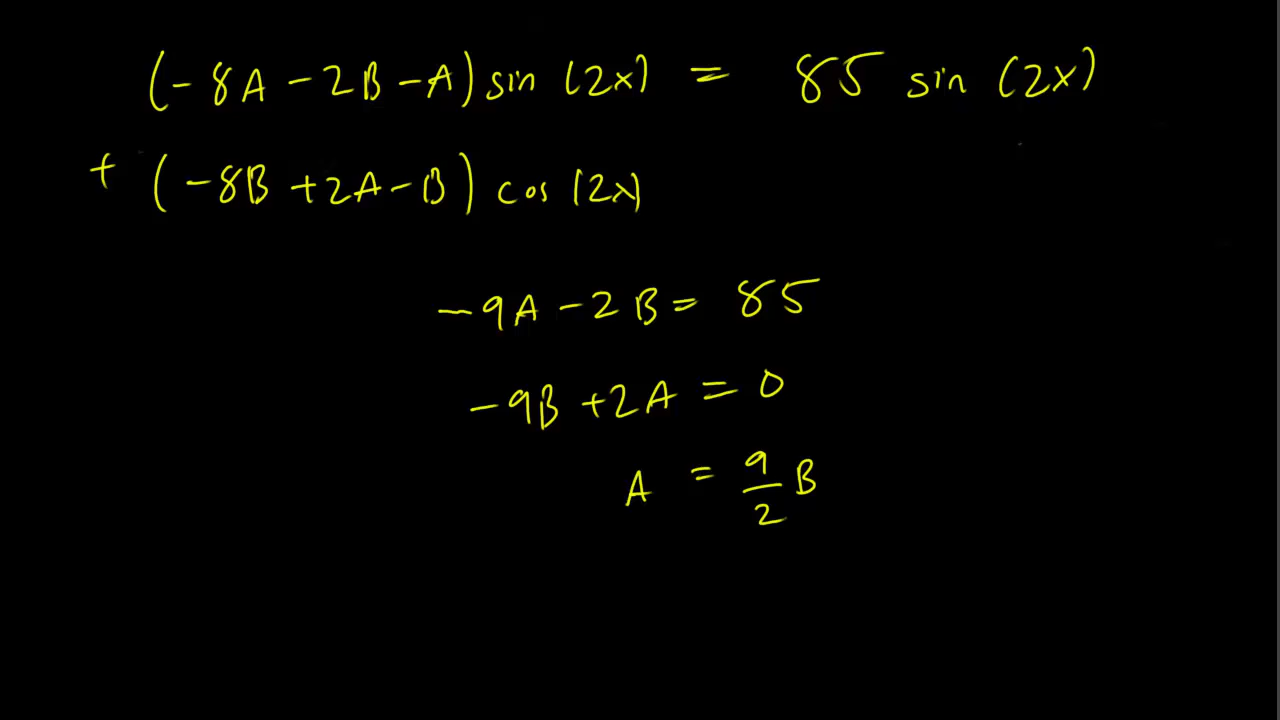 (-8A - 2B - A) sin (2x) = 85 sin (2x)
+ (-8B + 2A - B) cos (2x)
-9A - 2B = 85
-9B + 2A = 0
A = 9/2 B